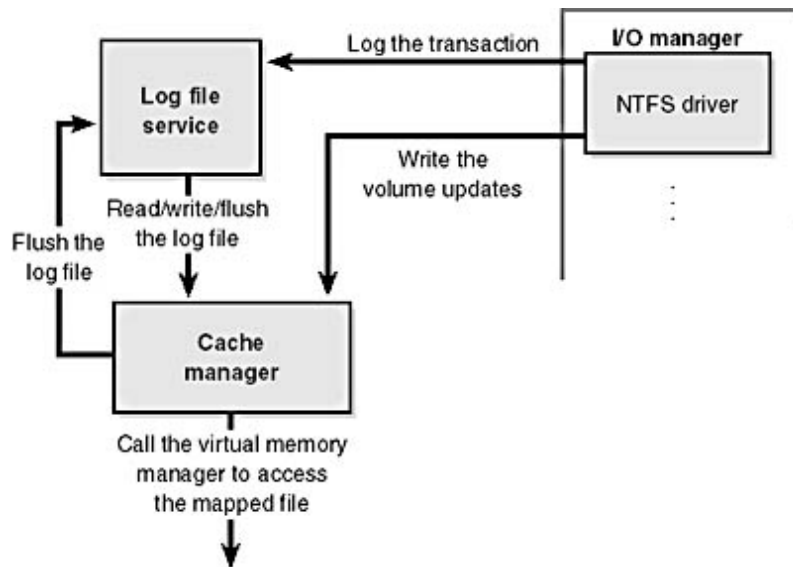 Log the transaction
I/O manager
NTFS driver
Log file
service
Write the
volume updates
Read/write/flush
the log file
Flush the
log file
Cache
manager
Call the virtual memory
manager to access
the mapped file